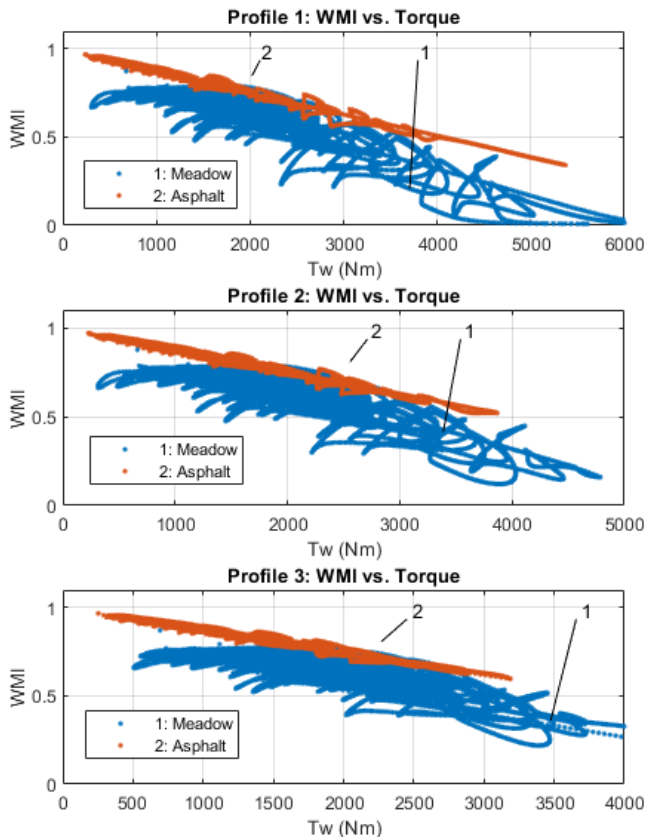 Profile 1: WMI vs. Torque
1
0.5
0
WMI
2
1
1: Meadow
2: Asphalt
0
1000
2000
3000
4000
5000
6000
Tw (Nm)
Profile 2: WMI vs. Torque
1
0.5
0
WMI
2
1
1: Meadow
2: Asphalt
0
1000
2000
3000
4000
5000
Tw (Nm)
Profile 3: WMI vs. Torque
1
0.5
0
WMI
2
1
1: Meadow
2: Asphalt
0
500
1000
1500
2000
2500
3000
3500
4000
Tw (Nm)